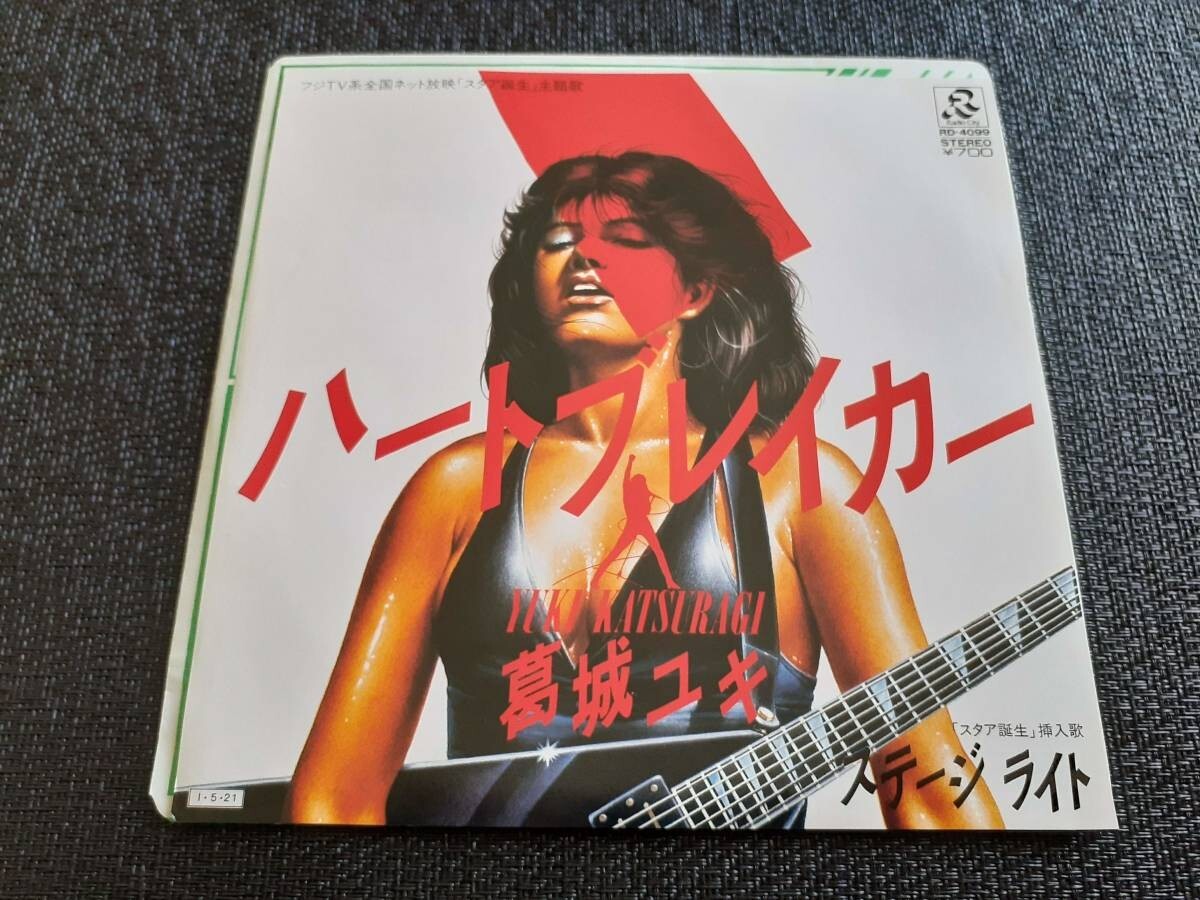 フジTV系全国ネット放映「スタア誕生」主題歌
R
Radio City
RD-4099
STEREO
¥700
ハートブレイカー
YUKI KATSURAGI
葛城ユキ
「スタア誕生」挿入歌
ステージ ライト
1・5・21